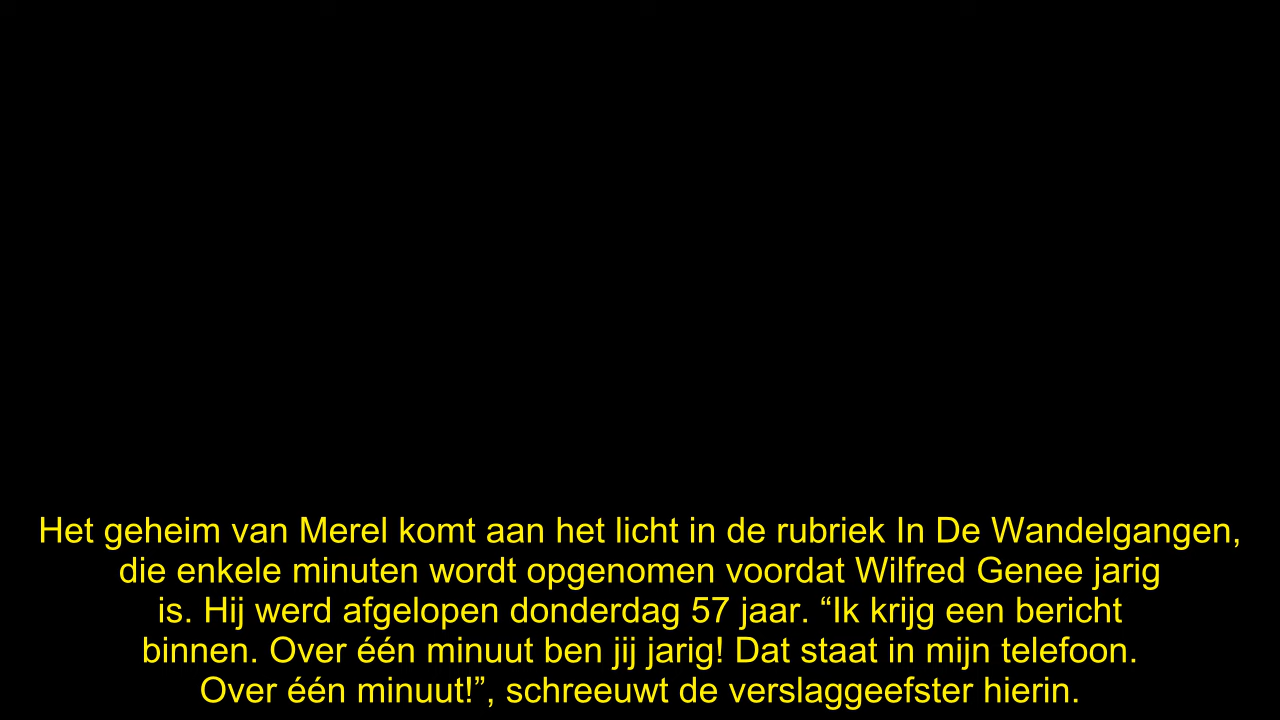 Het geheim van Merel komt aan het licht in de rubriek In De Wandelgangen,
die enkele minuten wordt opgenomen voordat Wilfred Genee jarig
is. Hij werd afgelopen donderdag 57 jaar. “Ik krijg een bericht
binnen. Over één minuut ben jij jarig! Dat staat in mijn telefoon.
Over één minuut!”, schreeuwt de verslaggeefster hierin.